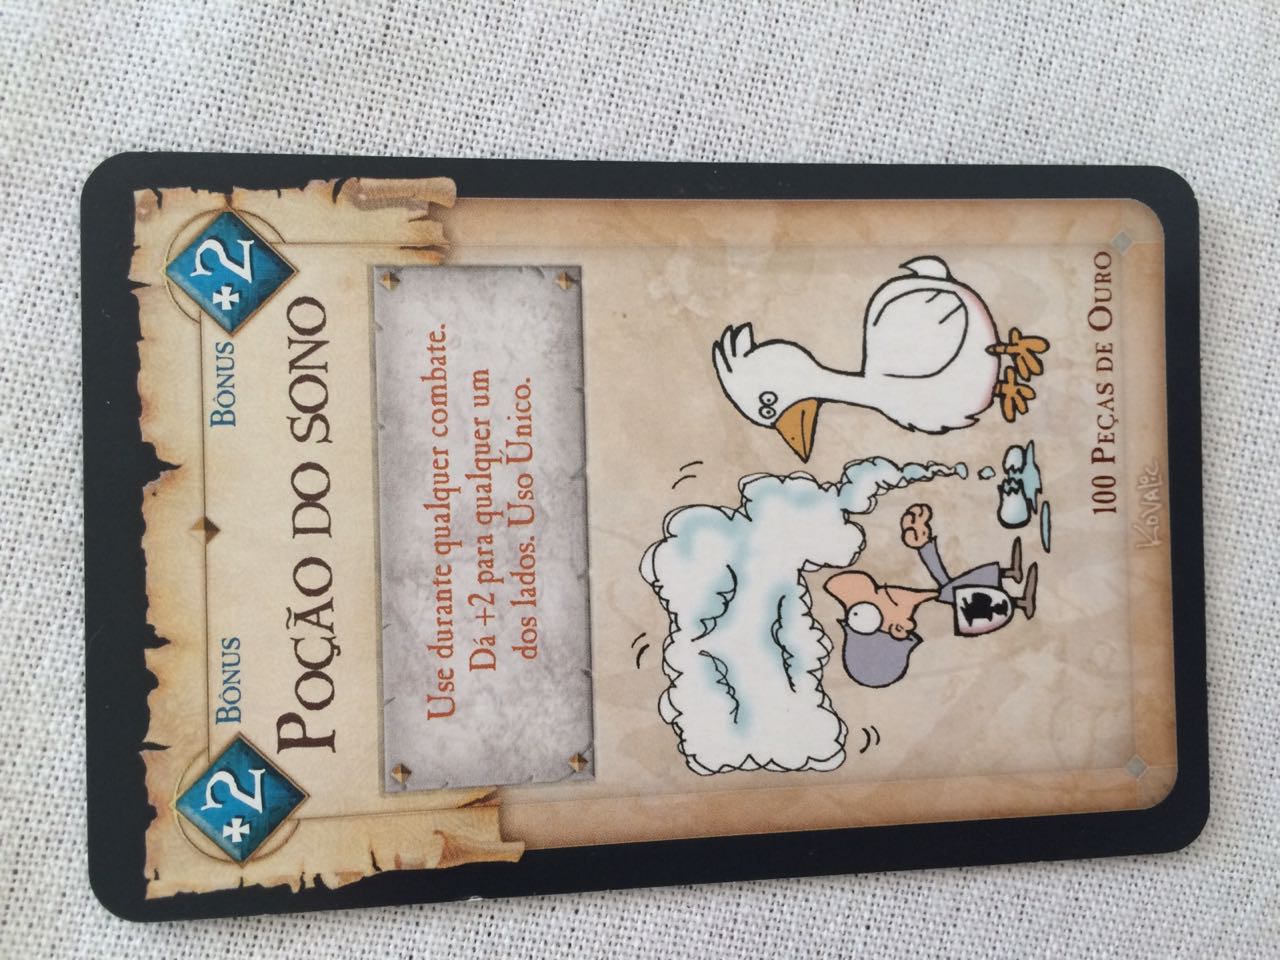 +2 BÔNUS BÔNUS +2
POÇÃO DO SONO
Use durante qualquer combate.
Dá +2 para qualquer um
dos lados. Uso Único.
100 PEÇAS DE OURO
KOVALIC